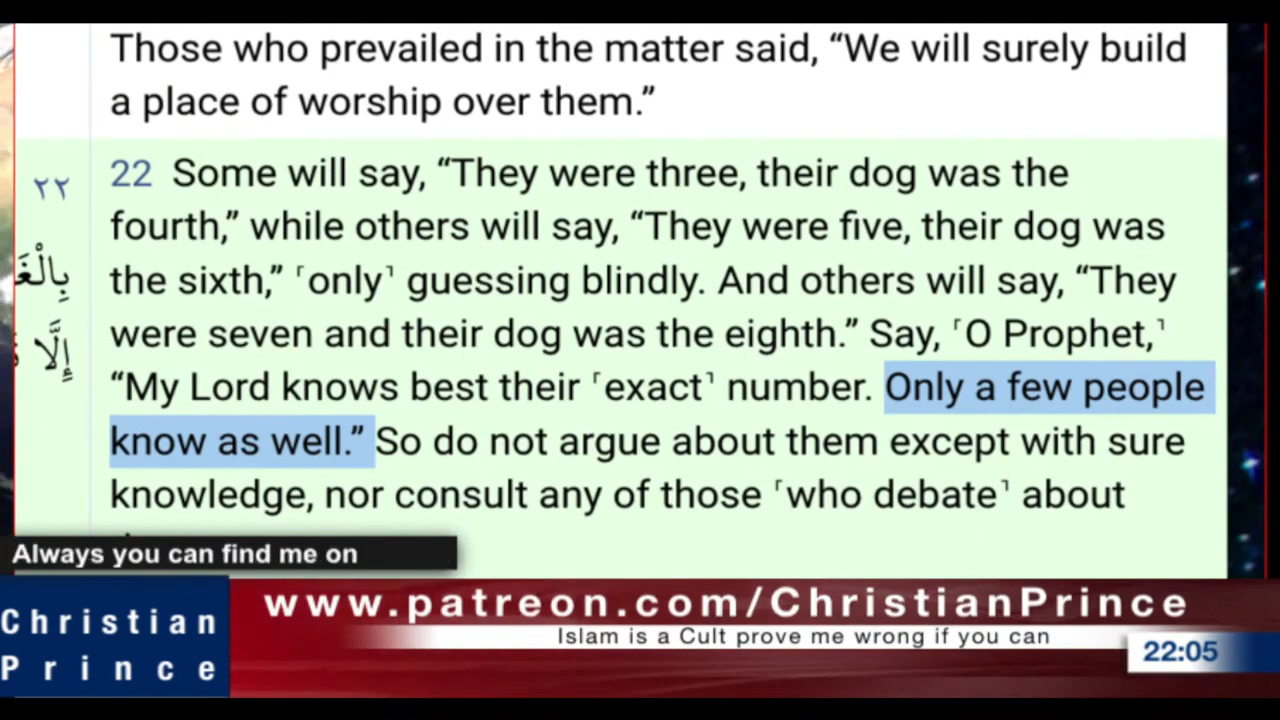 Those who prevailed in the matter said, “We will surely build
a place of worship over them.”
٢٢
22 Some will say, “They were three, their dog was the
fourth,” while others will say, “They were five, their dog was
the sixth,” ˹only˺ guessing blindly. And others will say, “They
were seven and their dog was the eighth.” Say, ˹O Prophet,˺
“My Lord knows best their ˹exact˺ number. Only a few people
know as well.” So do not argue about them except with sure
knowledge, nor consult any of those ˹who debate˺ about
إِلَّا
Always you can find me on
Christian
Prince
www.patreon.com/ChristianPrince
Islam is a Cult prove me wrong if you can
22:05